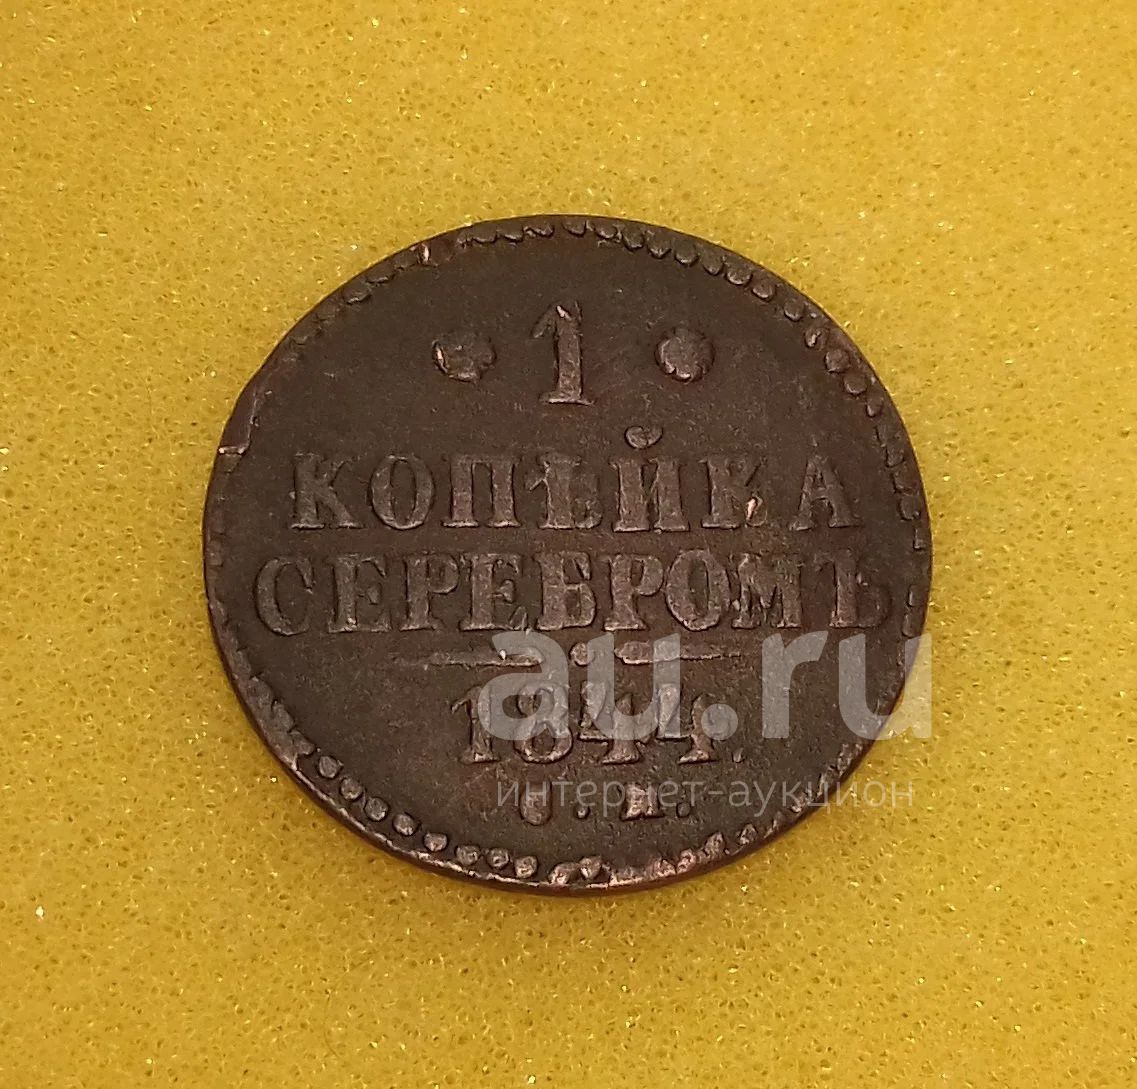 1
КОПѢЙКА
СЕРЕБРОМЪ
1844.
С. М.
au.ru
интернет-аукцион